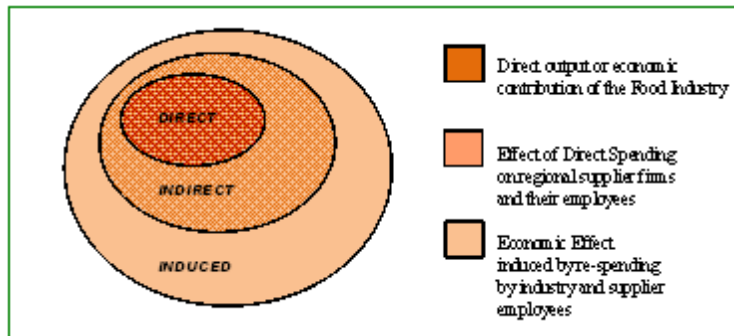 DIRECT
INDIRECT
INDUCED
Direct output or economic
contribution of the Food Industry
Effect of Direct Spending
on regional supplier firms
and their employees
Economic Effect
induced by re-spending
by industry and supplier
employees